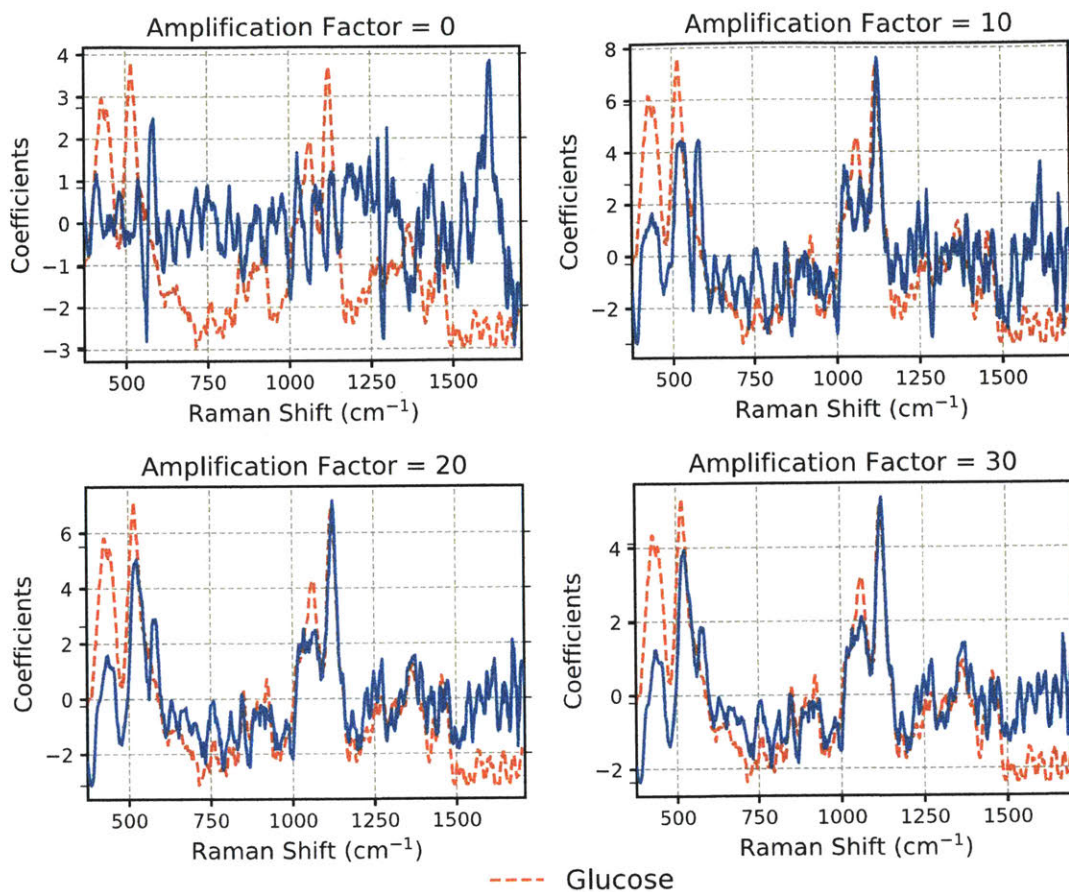 Amplification Factor = 0
4
3
2
1
0
−1
−2
−3
Coefficients
500 750 1000 1250 1500
Raman Shift (cm⁻¹)
Amplification Factor = 10
8
6
4
2
0
−2
Coefficients
500 750 1000 1250 1500
Raman Shift (cm⁻¹)
Amplification Factor = 20
6
4
2
0
−2
Coefficients
500 750 1000 1250 1500
Raman Shift (cm⁻¹)
Amplification Factor = 30
4
2
0
−2
Coefficients
500 750 1000 1250 1500
Raman Shift (cm⁻¹)
Glucose